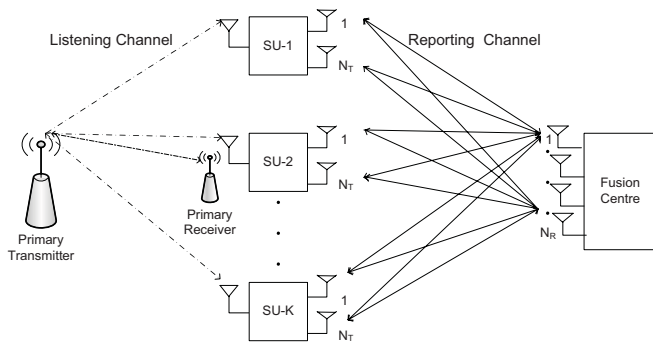 Listening Channel
SU-1
1
N_T
Reporting Channel
SU-2
1
N_T
1
Fusion
Centre
N_R
Primary
Receiver
Primary
Transmitter
SU-K
1
N_T